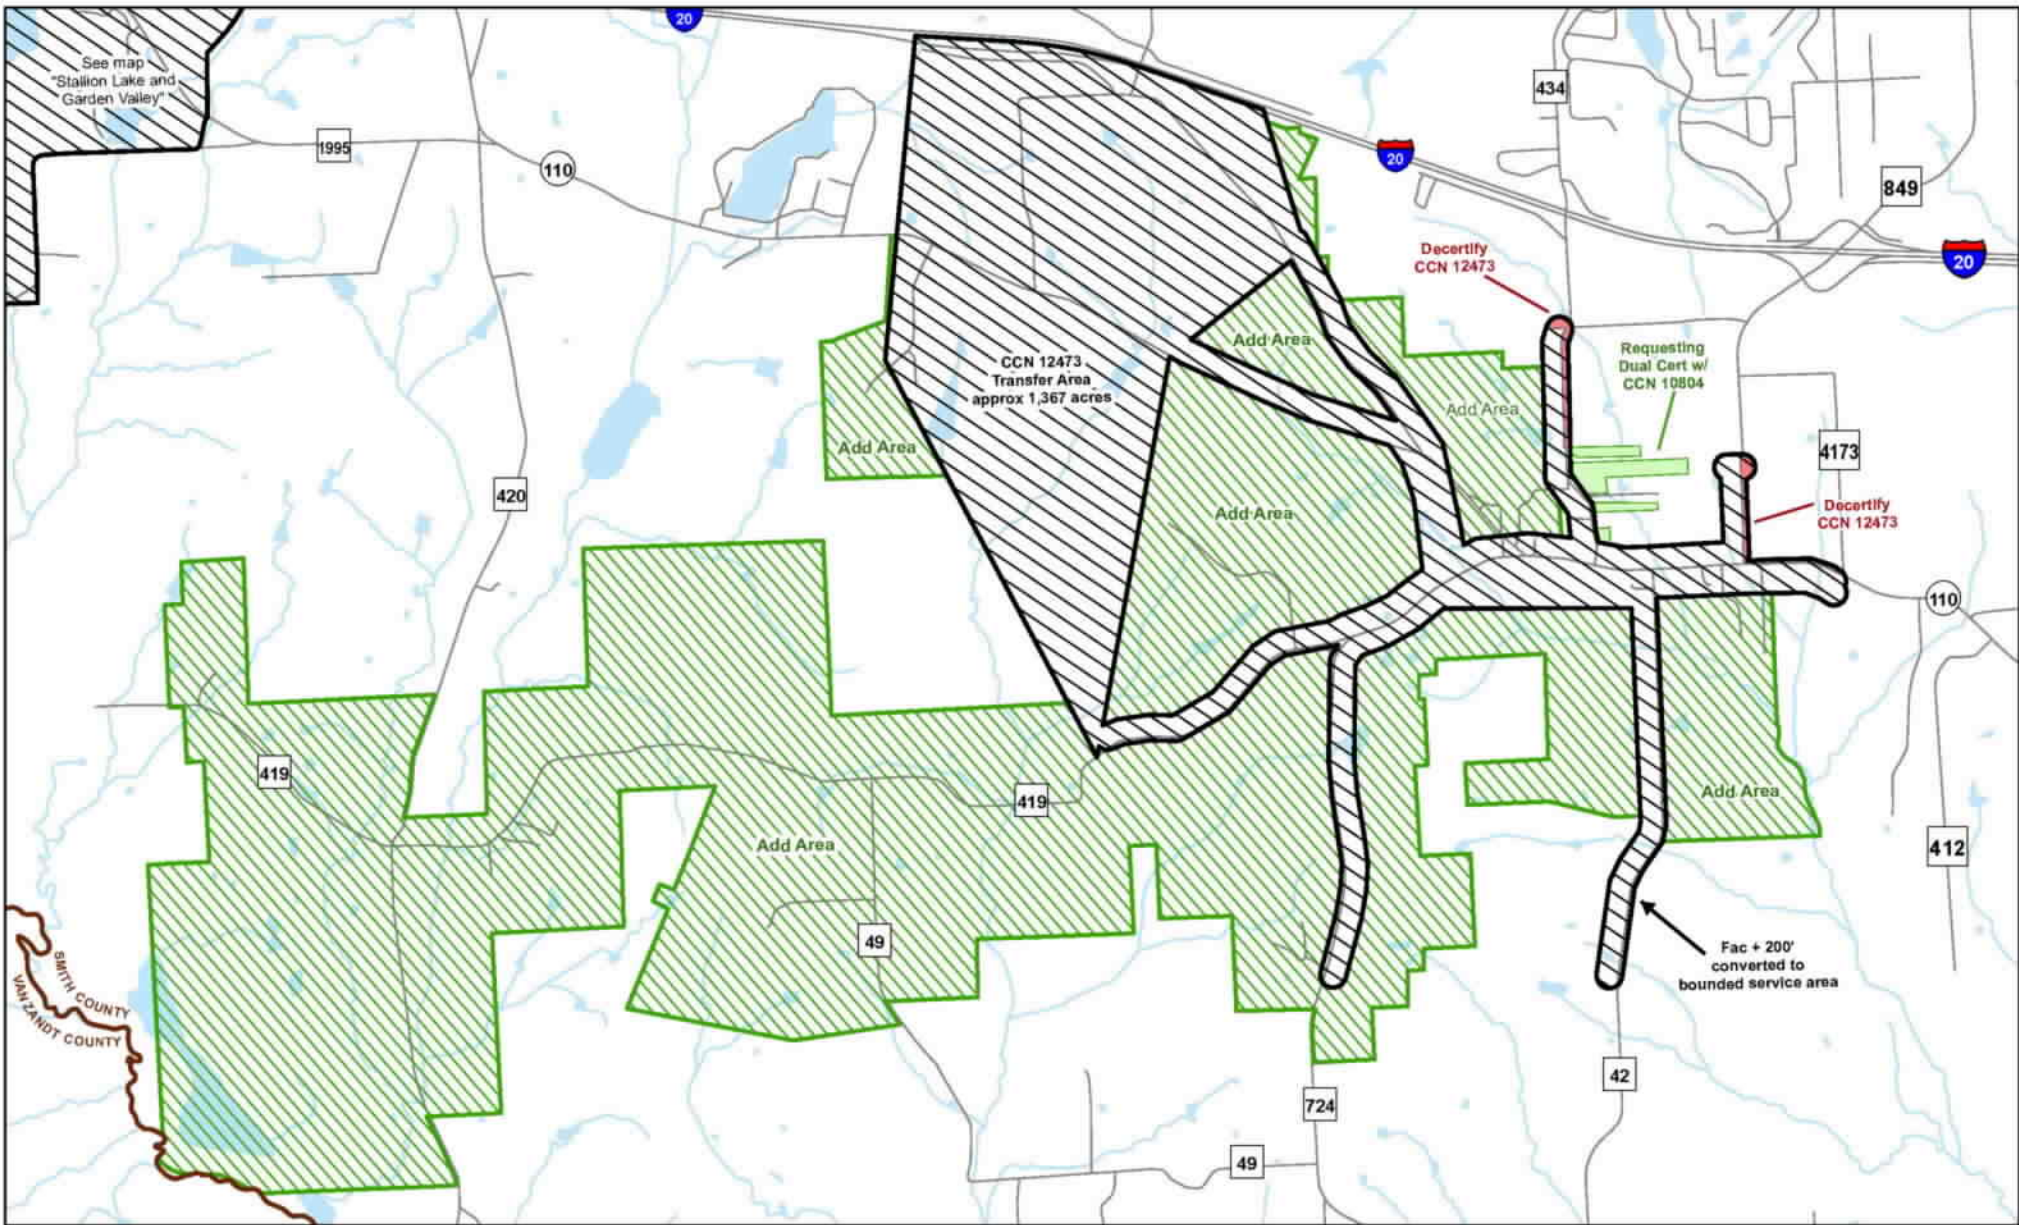 20
See map
"Stallion Lake and
Garden Valley"
434
1995
20
110
849
Decertify
CCN 12473
20
Add Area
Requesting
Dual Cert w/
CCN 10804
CCN 12473
Transfer Area
approx 1,367 acres
Add Area
Add Area
4173
420
Add Area
Decertify
CCN 12473
110
419
419
Add Area
Add Area
412
49
Fac + 200'
converted to
bounded service area
SMITH COUNTY
VAN ZANDT COUNTY
42
724
49